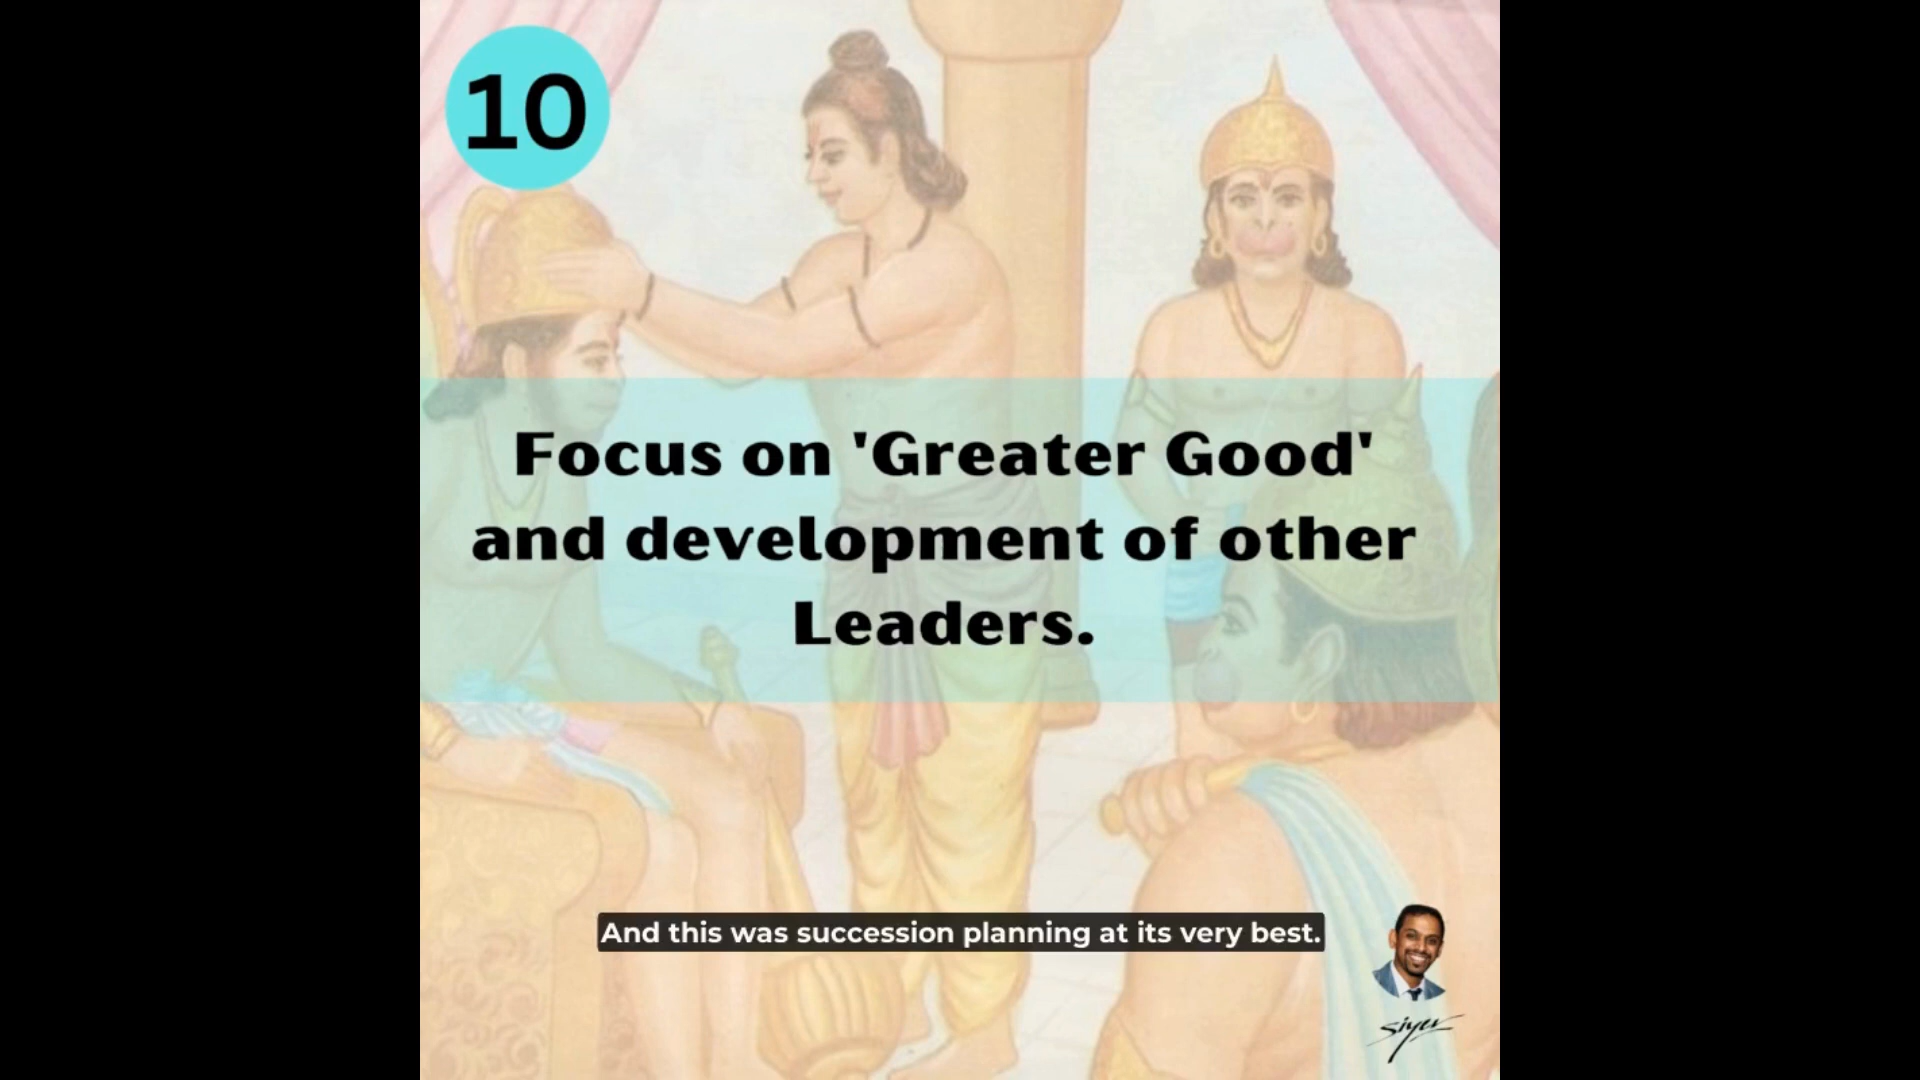 10
Focus on 'Greater Good'
and development of other
Leaders.
And this was succession planning at its very best.